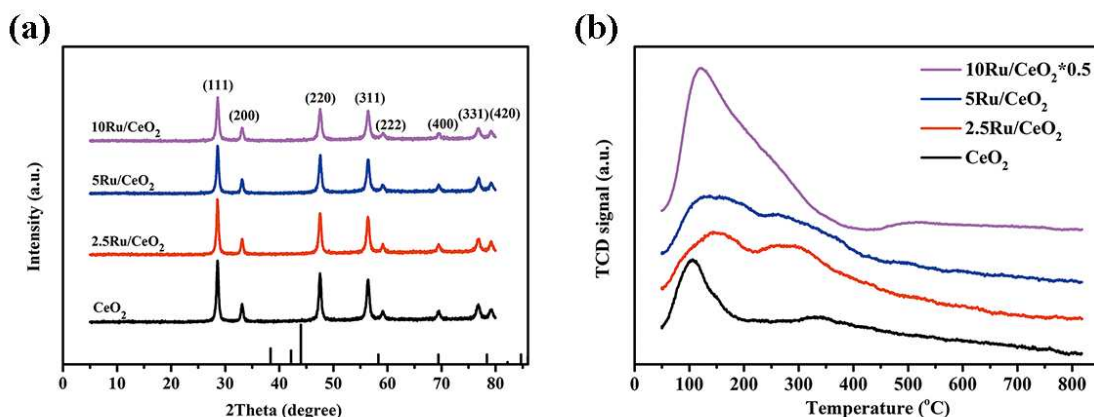 (a)
Intensity (a.u.)
(111)
(200)
(220)
(311)
(222)
(400)
(331)
(420)
10Ru/CeO₂
5Ru/CeO₂
2.5Ru/CeO₂
CeO₂
0 10 20 30 40 50 60 70 80
2Theta (degree)
(b)
TCD signal (a.u.)
10Ru/CeO₂*0.5
5Ru/CeO₂
2.5Ru/CeO₂
CeO₂
0 100 200 300 400 500 600 700 800
Temperature (°C)